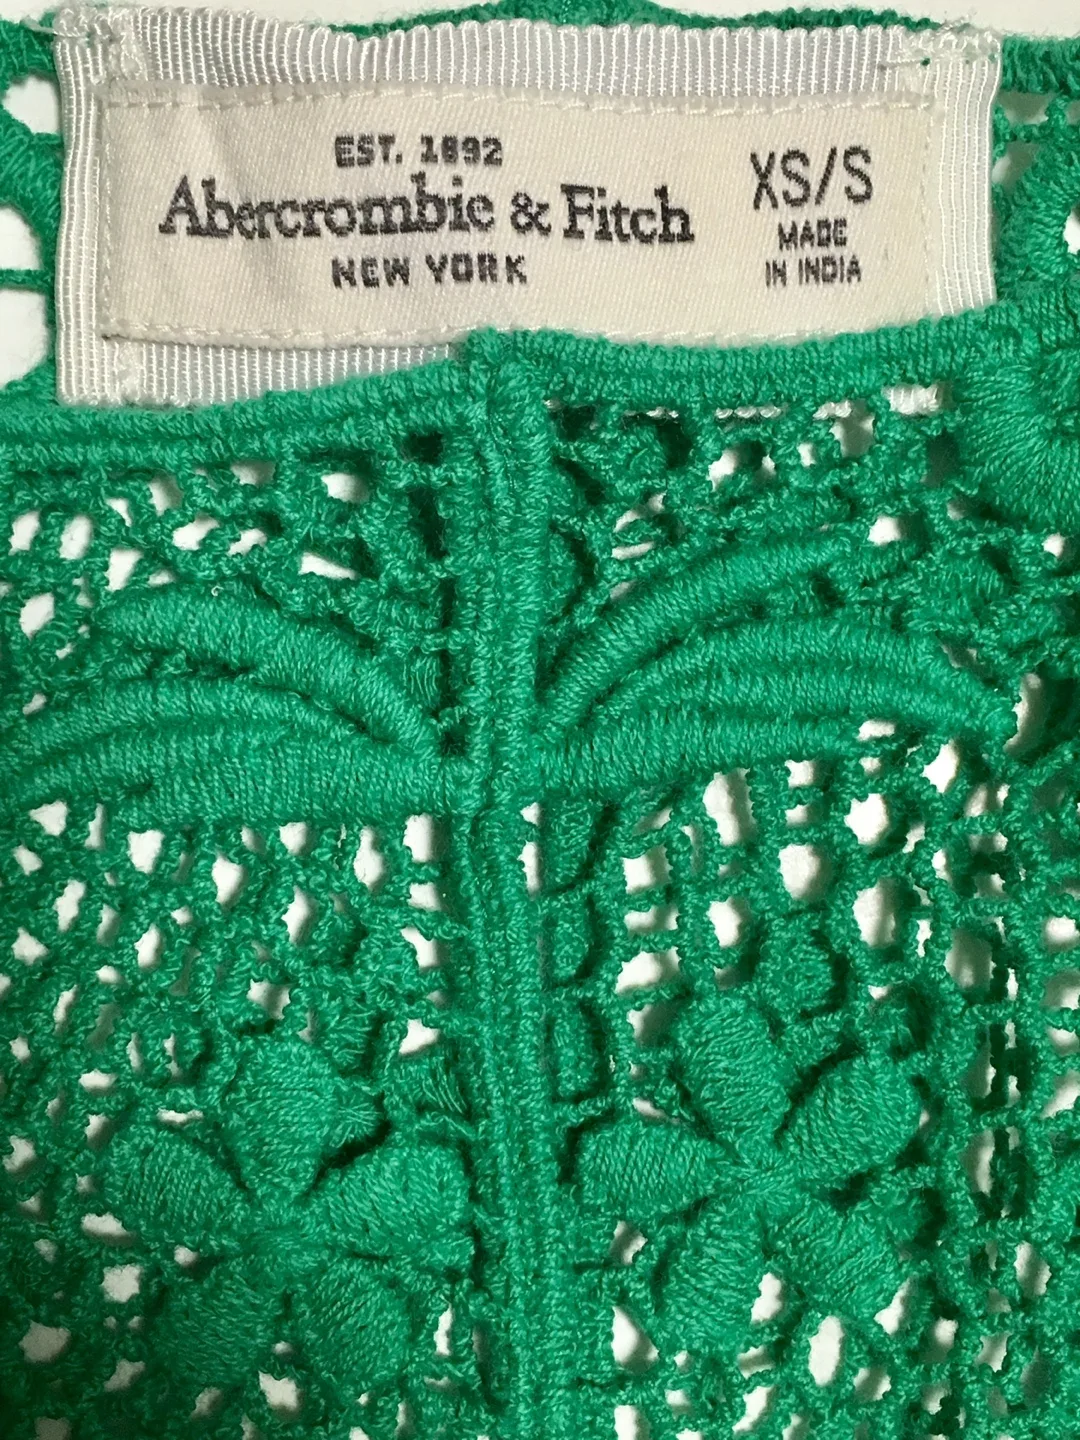 EST. 1892
Abercrombie & Fitch
NEW YORK
XS/S
MADE
IN INDIA